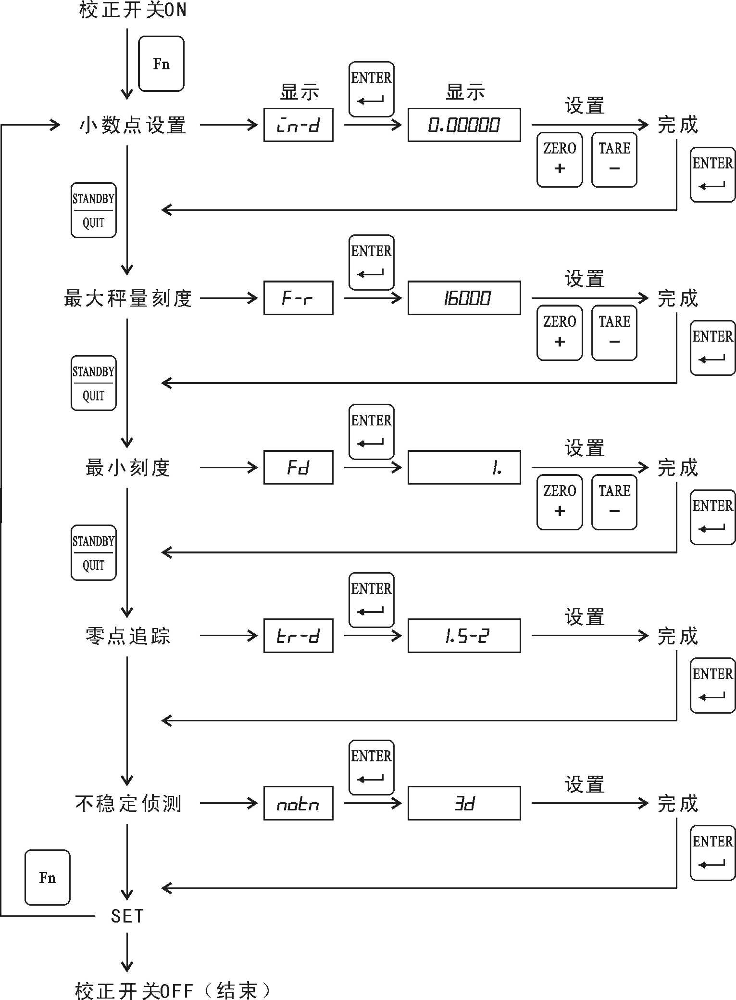 校正开关ON
Fn
显示
ENTER
显示
设置
小数点设置
in-d
0.00000
完成
ZERO
+
TARE
-
ENTER
STANDBY
QUIT
ENTER
设置
最大秤量刻度
F-r
16000
完成
ZERO
+
TARE
-
ENTER
STANDBY
QUIT
ENTER
设置
最小刻度
Fd
1.
完成
ZERO
+
TARE
-
ENTER
STANDBY
QUIT
ENTER
设置
零点追踪
tr-d
1.5-2
完成
ENTER
ENTER
设置
不稳定侦测
notn
3d
完成
ENTER
Fn
SET
校正开关OFF（结束）